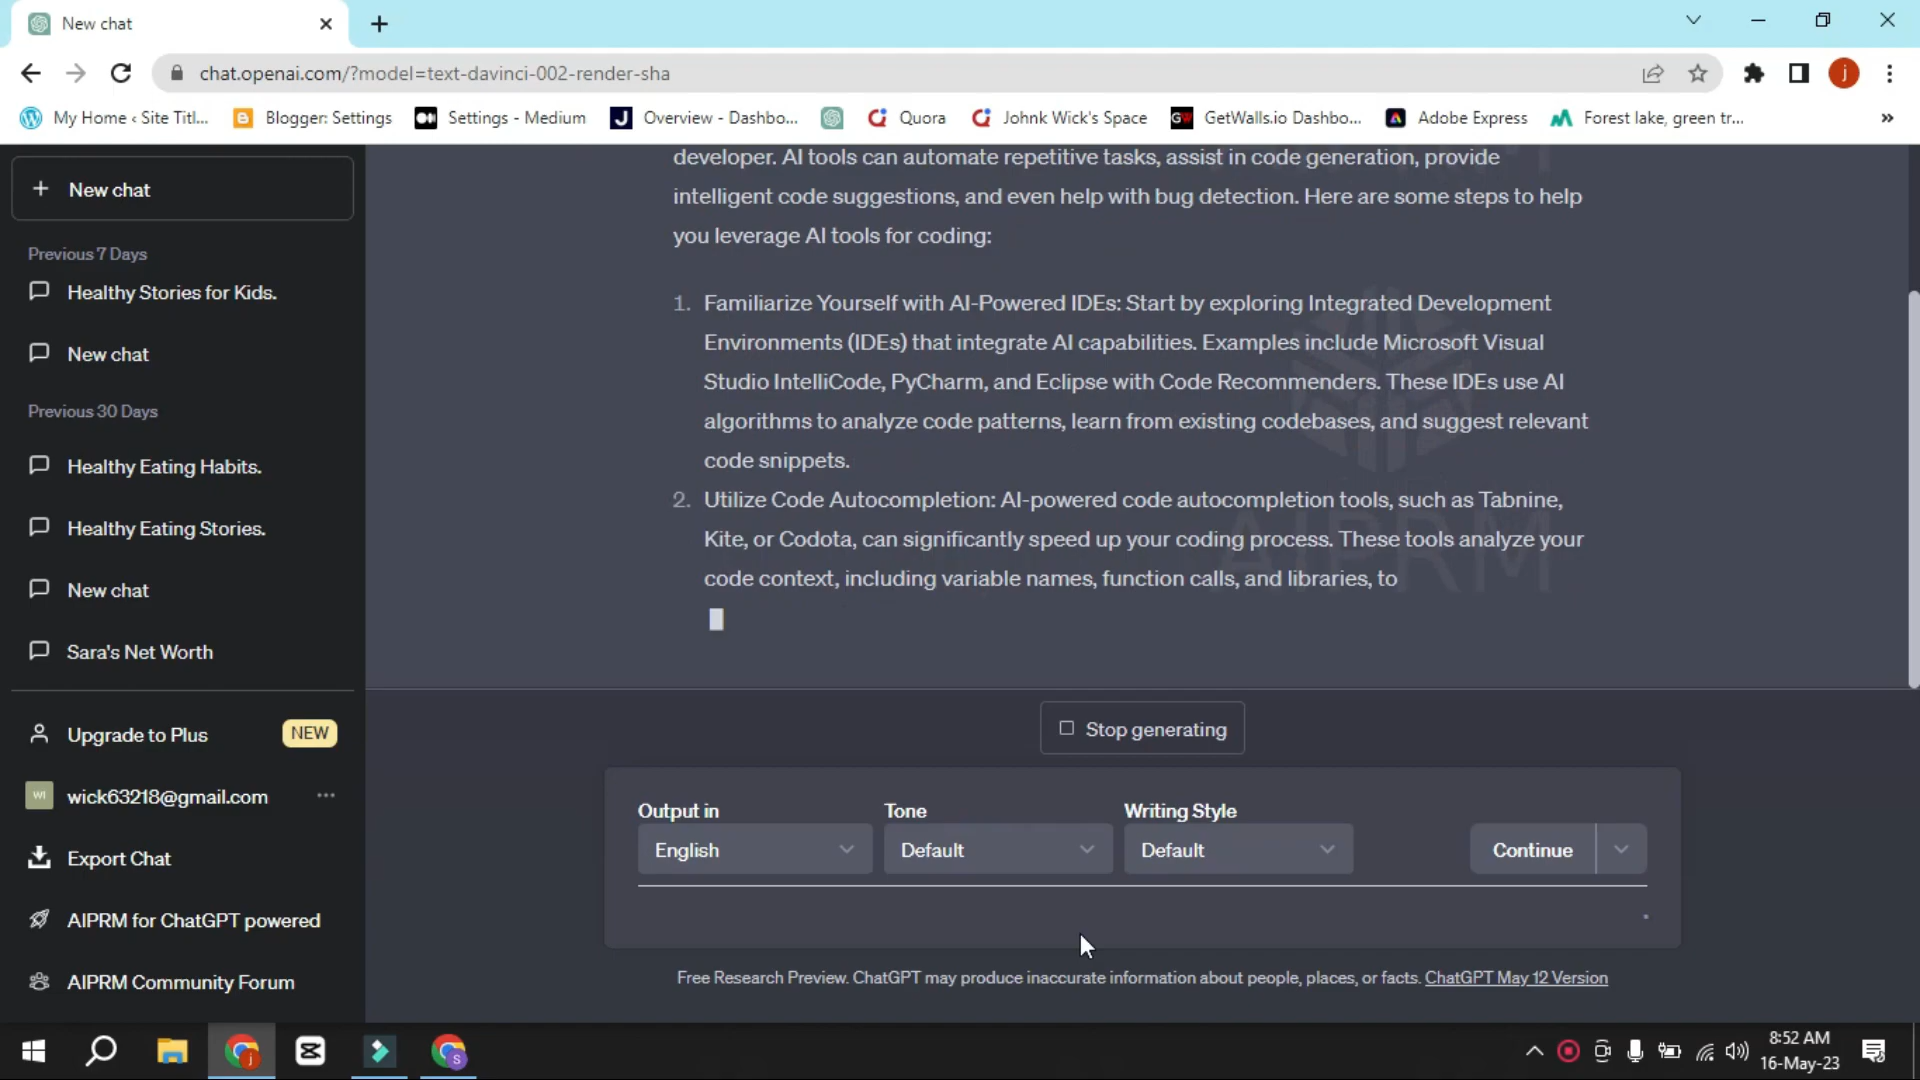 New chat
chat.openai.com/?model=text-davinci-002-render-sha
j
My Home ‹ Site Titl...
Blogger: Settings
Settings - Medium
Overview - Dashbo...
Quora
Johnk Wick's Space
GetWalls.io Dashbo...
Adobe Express
Forest lake, green tr...
»
+ New chat
Previous 7 Days
Healthy Stories for Kids.
New chat
Previous 30 Days
Healthy Eating Habits.
Healthy Eating Stories.
New chat
Sara's Net Worth
Upgrade to Plus NEW
WI wick63218@gmail.com ...
Export Chat
AIPRM for ChatGPT powered
AIPRM Community Forum
developer. AI tools can automate repetitive tasks, assist in code generation, provide
intelligent code suggestions, and even help with bug detection. Here are some steps to help
you leverage AI tools for coding:
1. Familiarize Yourself with AI-Powered IDEs: Start by exploring Integrated Development
Environments (IDEs) that integrate AI capabilities. Examples include Microsoft Visual
Studio IntelliCode, PyCharm, and Eclipse with Code Recommenders. These IDEs use AI
algorithms to analyze code patterns, learn from existing codebases, and suggest relevant
code snippets.
2. Utilize Code Autocompletion: AI-powered code autocompletion tools, such as Tabnine,
Kite, or Codota, can significantly speed up your coding process. These tools analyze your
code context, including variable names, function calls, and libraries, to
AIPRM
Stop generating
Output in Tone Writing Style
English Default Default Continue
Free Research Preview. ChatGPT may produce inaccurate information about people, places, or facts. ChatGPT May 12 Version
j
S
8:52 AM
16-May-23